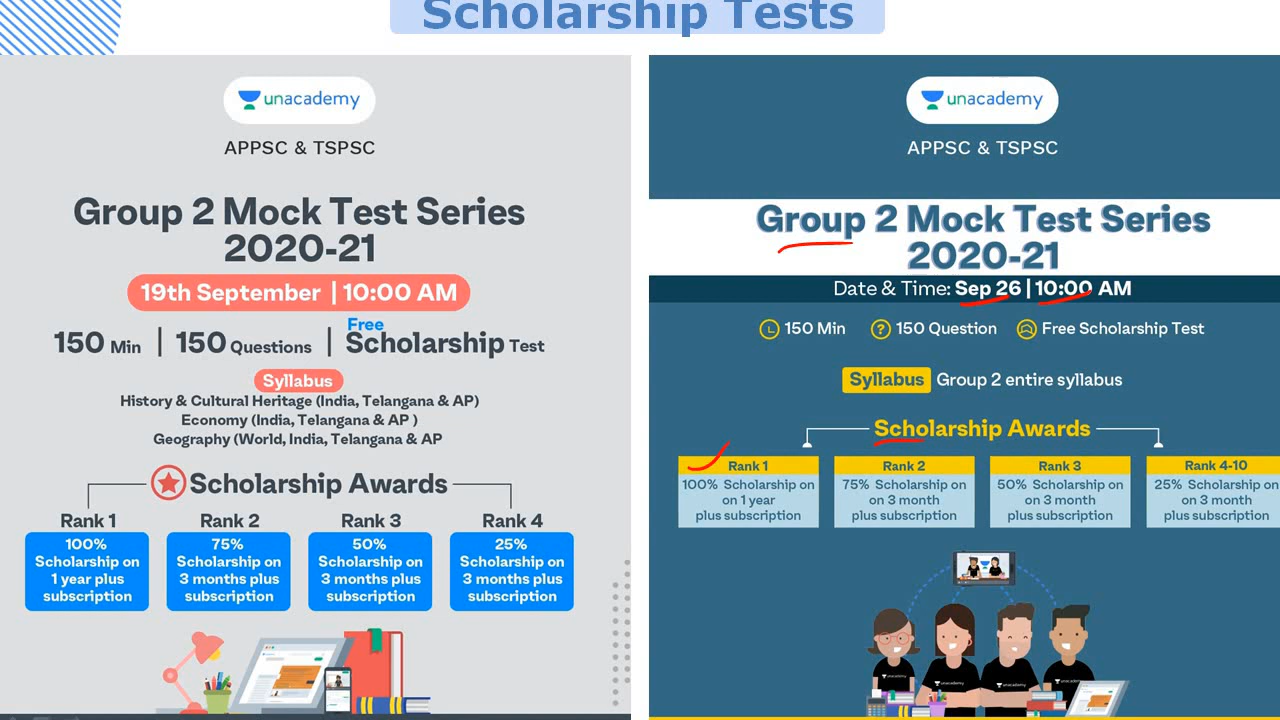 Scholarship Tests
unacademy
APPSC & TSPSC
Group 2 Mock Test Series
2020-21
19th September | 10:00 AM
150 Min | 150 Questions | Free Scholarship Test
Syllabus
History & Cultural Heritage (India, Telangana & AP)
Economy (India, Telangana & AP )
Geography (World, India, Telangana & AP
Scholarship Awards
Rank 1
100%
Scholarship on
1 year plus
subscription
Rank 2
75%
Scholarship on
3 months plus
subscription
Rank 3
50%
Scholarship on
3 months plus
subscription
Rank 4
25%
Scholarship on
3 months plus
subscription
unacademy
APPSC & TSPSC
Group 2 Mock Test Series
2020-21
Date & Time: Sep 26 | 10:00 AM
150 Min 150 Question Free Scholarship Test
Syllabus Group 2 entire syllabus
Scholarship Awards
Rank 1
100% Scholarship on
on 1 year
plus subscription
Rank 2
75% Scholarship on
on 3 month
plus subscription
Rank 3
50% Scholarship on
on 3 month
plus subscription
Rank 4-10
25% Scholarship on
on 3 month
plus subscription
unacademy
unacademy
unacademy
unacademy